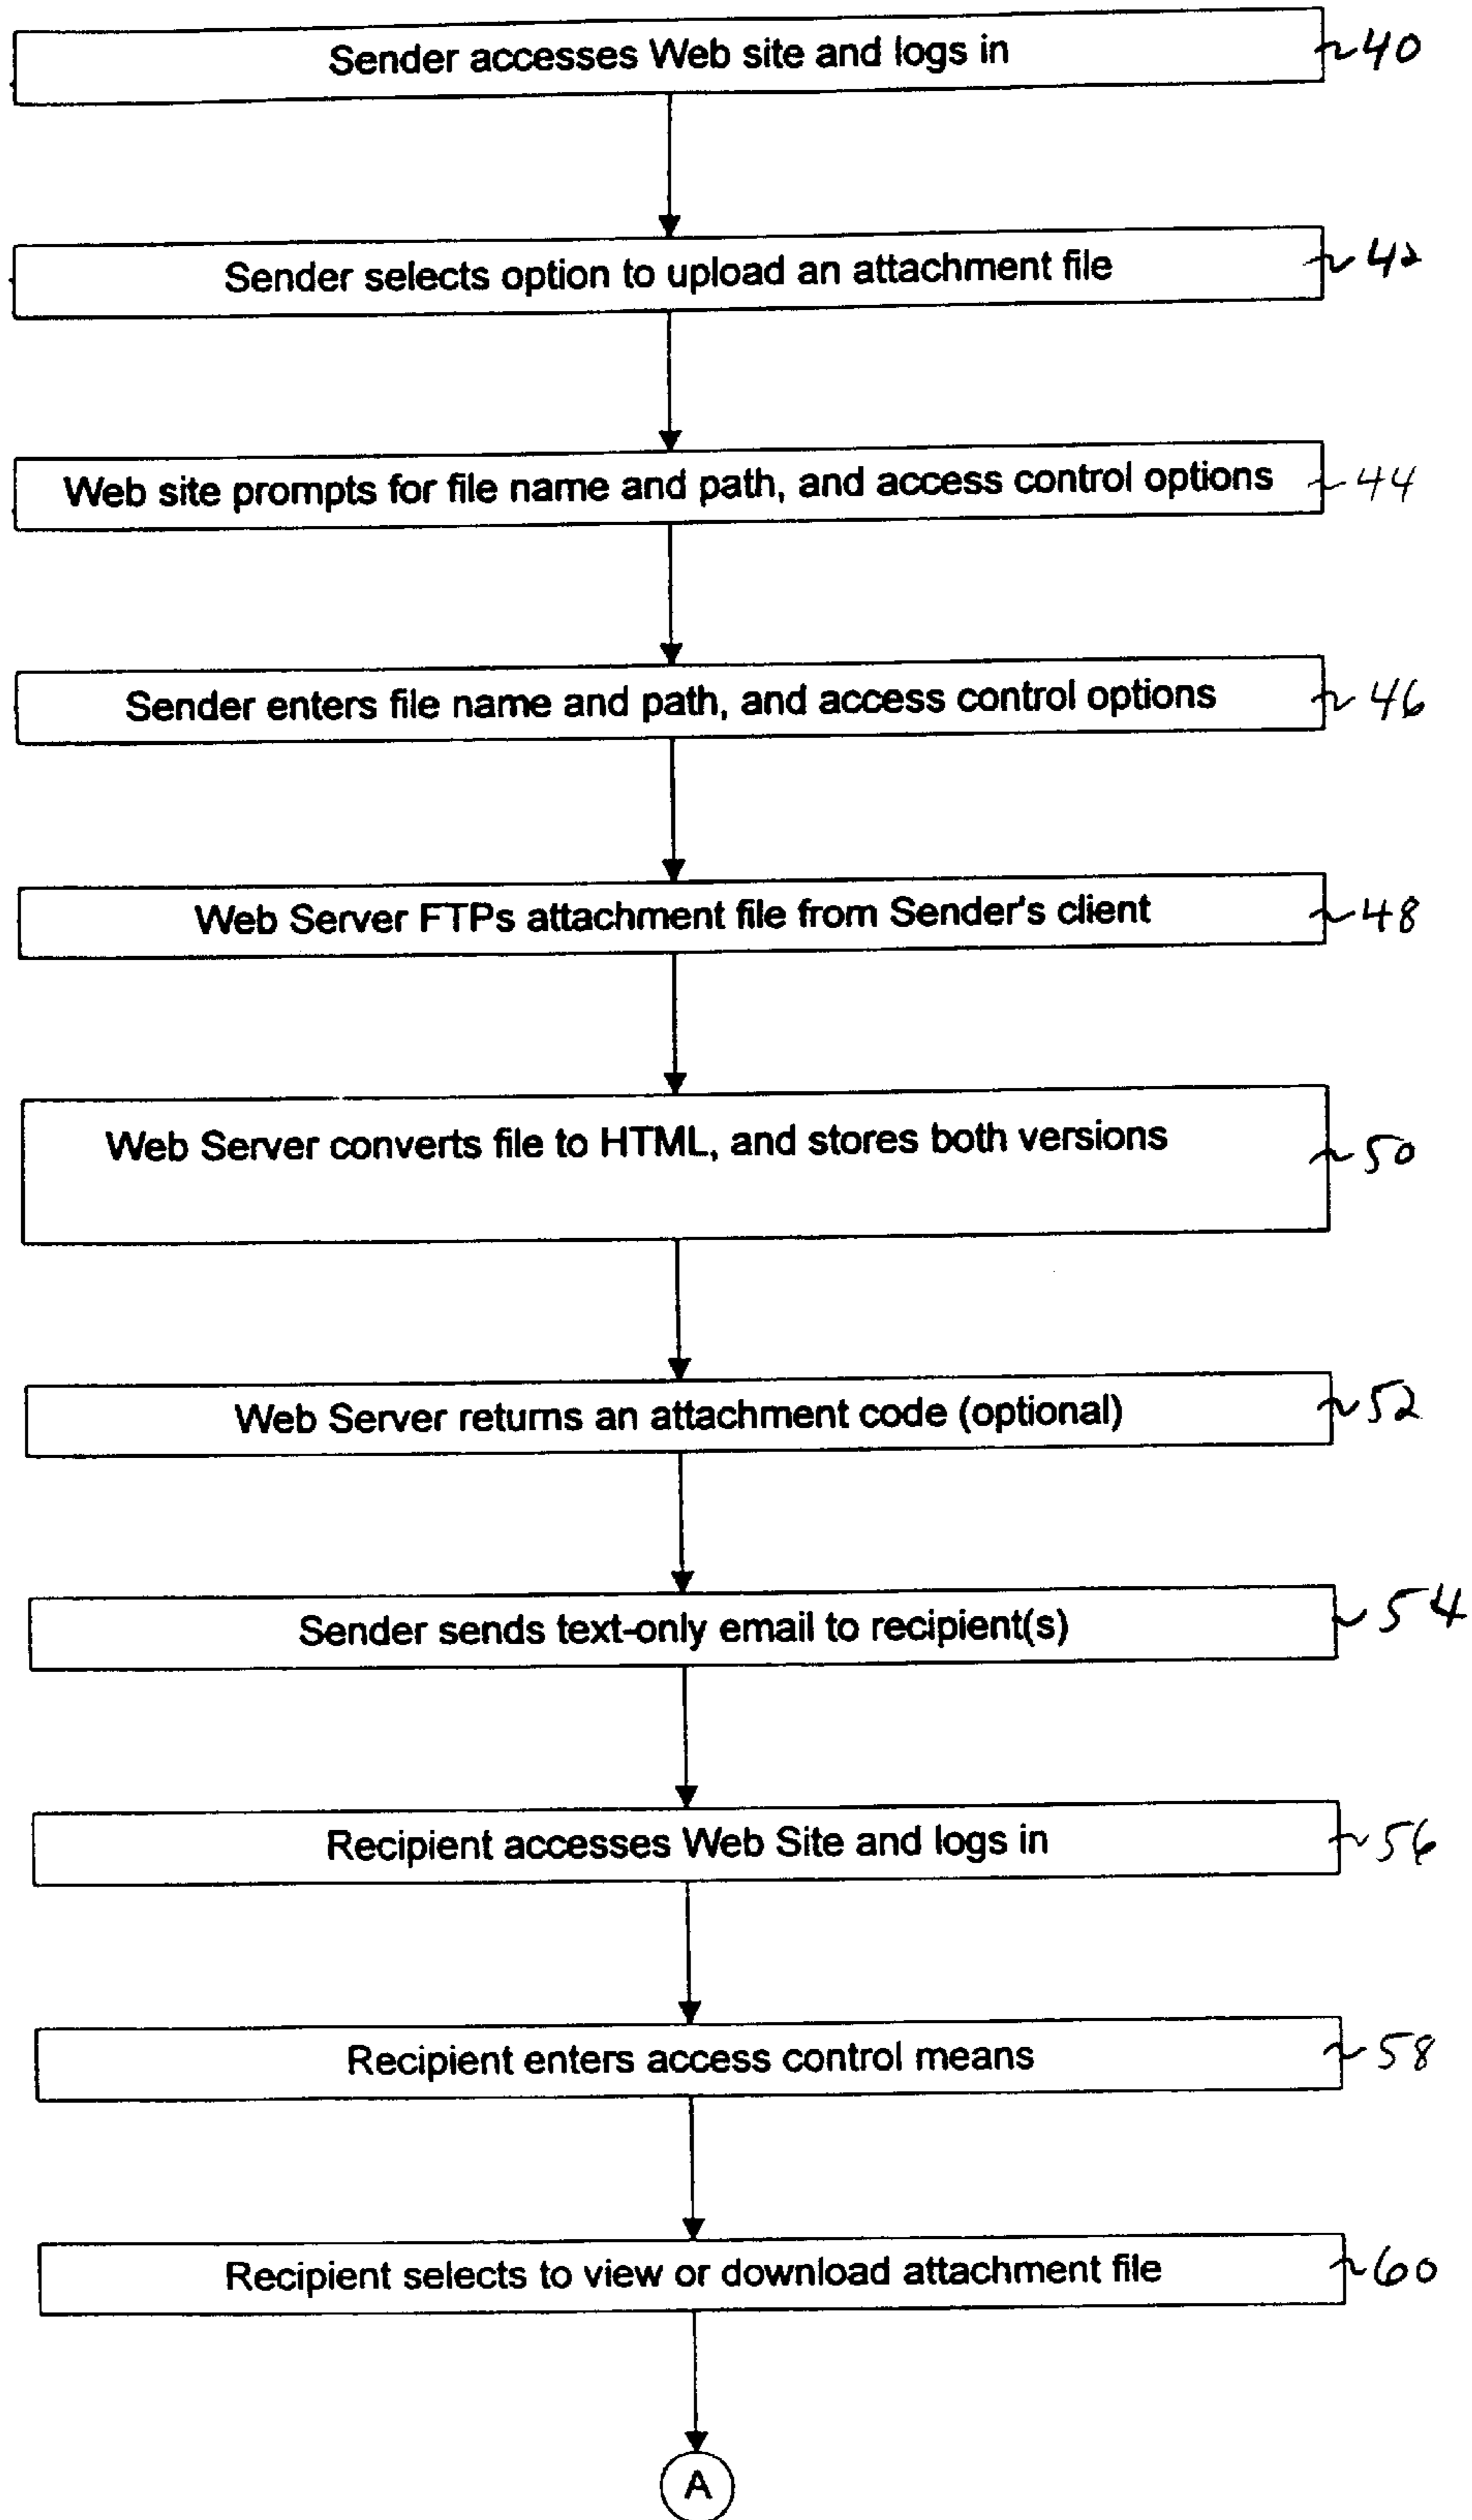 Sender accesses Web site and logs in 40
Sender selects option to upload an attachment file 42
Web site prompts for file name and path, and access control options 44
Sender enters file name and path, and access control options 46
Web Server FTPs attachment file from Sender's client 48
Web Server converts file to HTML, and stores both versions 50
Web Server returns an attachment code (optional) 52
Sender sends text-only email to recipient(s) 54
Recipient accesses Web Site and logs in 56
Recipient enters access control means 58
Recipient selects to view or download attachment file 60
A